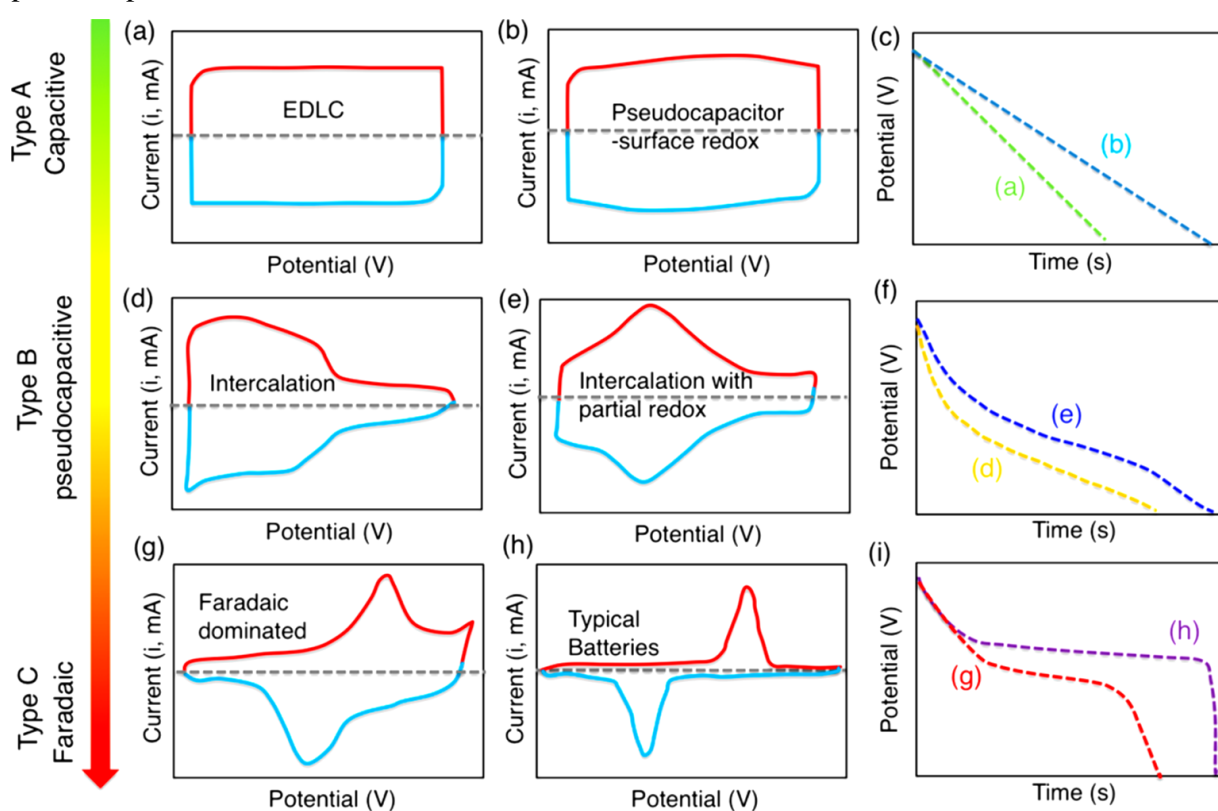 Type A
Capacitive
(a)
Current (i, mA)
EDLC
Potential (V)
(b)
Current (i, mA)
Pseudocapacitor
-surface redox
Potential (V)
(c)
Potential (V)
(a)
(b)
Time (s)
Type B
pseudocapacitive
(d)
Current (i, mA)
Intercalation
Potential (V)
(e)
Current (i, mA)
Intercalation with
partial redox
Potential (V)
(f)
Potential (V)
(d)
(e)
Time (s)
Type C
Faradaic
(g)
Current (i, mA)
Faradaic
dominated
Potential (V)
(h)
Current (i, mA)
Typical
Batteries
Potential (V)
(i)
Potential (V)
(g)
(h)
Time (s)